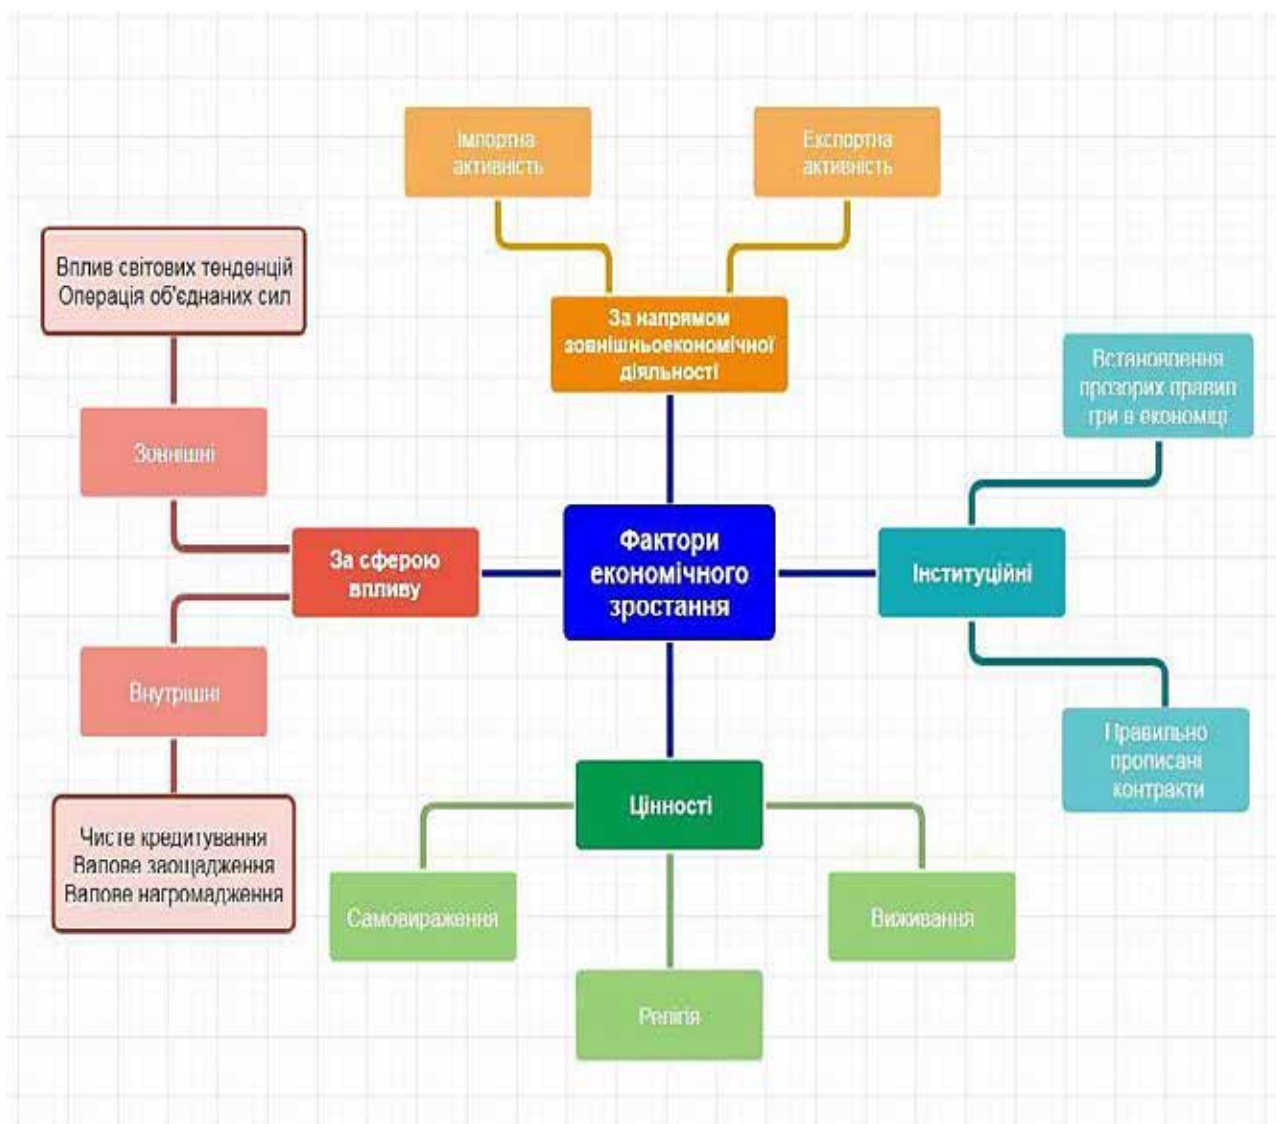 Імпортна
активність
Експортна
активність
Вплив світових тенденцій
Операція об'єднаних сил
За напрямом
зовнішньоекономічної
діяльності
Встановлення
прозорих правил
гри в економіці
Зовнішні
За сферою
впливу
Фактори
економічного
зростання
Інституційні
Внутрішні
Правильно
прописані
контракти
Чисте кредитування
Валове заощадження
Валове нагромадження
Цінності
Самовираження
Виживання
Релігія